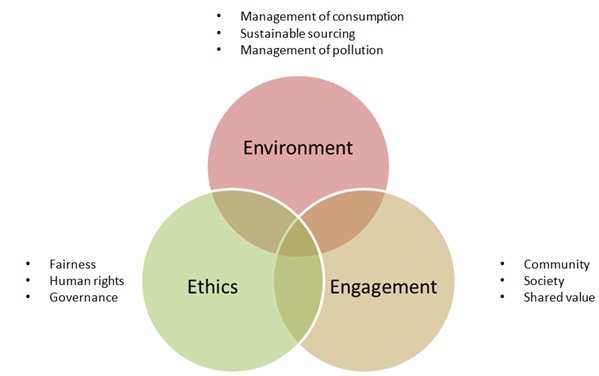 • Management of consumption
• Sustainable sourcing
• Management of pollution
Environment
• Fairness
• Human rights
• Governance
Ethics
Engagement
• Community
• Society
• Shared value